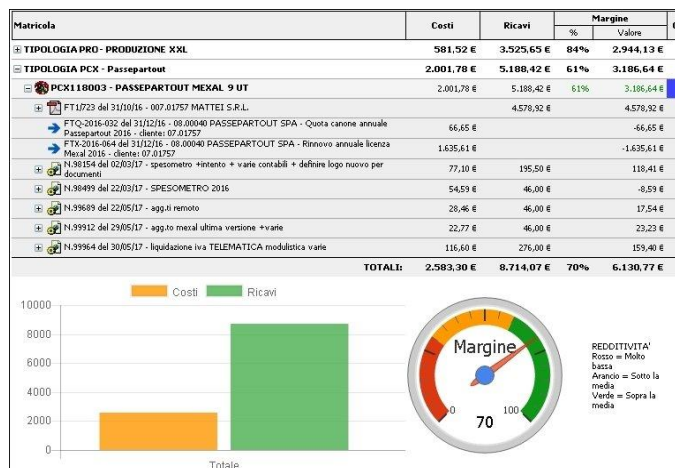 Matricola Costi Ricavi Margine
% Valore
TIPOLOGIA PRO - PRODUZIONE XXL 581,52 € 3.525,65 € 84% 2.944,13 €
TIPOLOGIA PCX - Passepartout 2.001,78 € 5.188,42 € 61% 3.186,64 €
PCX118003 - PASSEPARTOUT MEXAL 9 UT 2.001,78 € 5.188,42 € 61% 3.186,64 €
FT1/723 del 31/10/16 - 007.01757 MATTEI S.R.L. 4.578,92 € 4.578,92 €
FTQ-2016-032 del 31/12/16 - 08.00040 PASSEPARTOUT SPA - Quota canone annuale
Passepartout 2016 - cliente: 07.01757 66,65 € -66,65 €
FTX-2016-064 del 31/12/16 - 08.00040 PASSEPARTOUT SPA - Rinnovo annuale licenza
Mexal 2016 - cliente: 07.01757 1.635,61 € -1.635,61 €
N.98154 del 02/03/17 - spesometro +intento + varie contabili + definire logo nuovo per
documenti 77,10 € 195,50 € 118,41 €
N.98499 del 22/03/17 - SPESOMETRO 2016 54,59 € 46,00 € -8,59 €
N.99689 del 22/05/17 - agg.ti remoto 28,46 € 46,00 € 17,54 €
N.99912 del 29/05/17 - agg.to mexal ultima versione +varie 22,77 € 46,00 € 23,23 €
N.99964 del 30/05/17 - liquidazione iva TELEMATICA modulistica varie 116,60 € 276,00 € 159,40 €
TOTALI: 2.583,30 € 8.714,07 € 70% 6.130,77 €
Costi Ricavi
10000
8000
6000
4000
2000
0
Totale
Margine
0 100
70
REDDITIVITA'
Rosso = Molto
bassa
Arancio = Sotto la
media
Verde = Sopra la
media